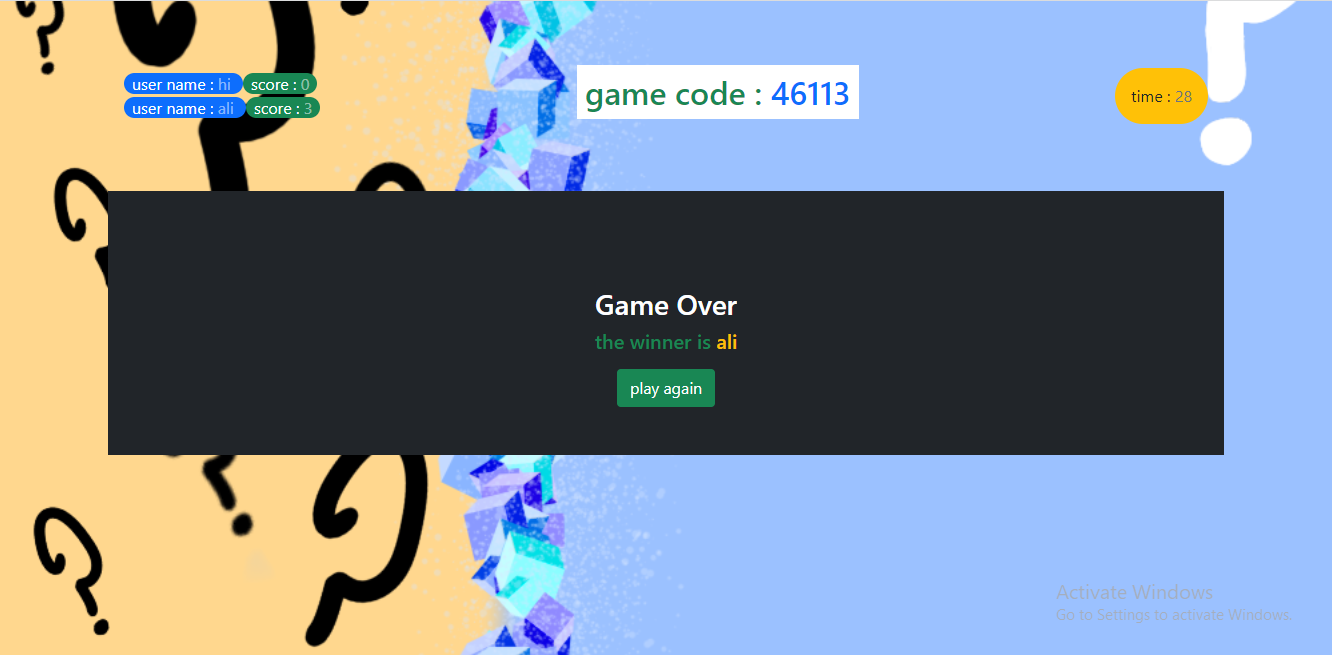 user name : hi score : 0
user name : ali score : 3
game code : 46113
time : 28
Game Over
the winner is ali
play again
Activate Windows
Go to Settings to activate Windows.